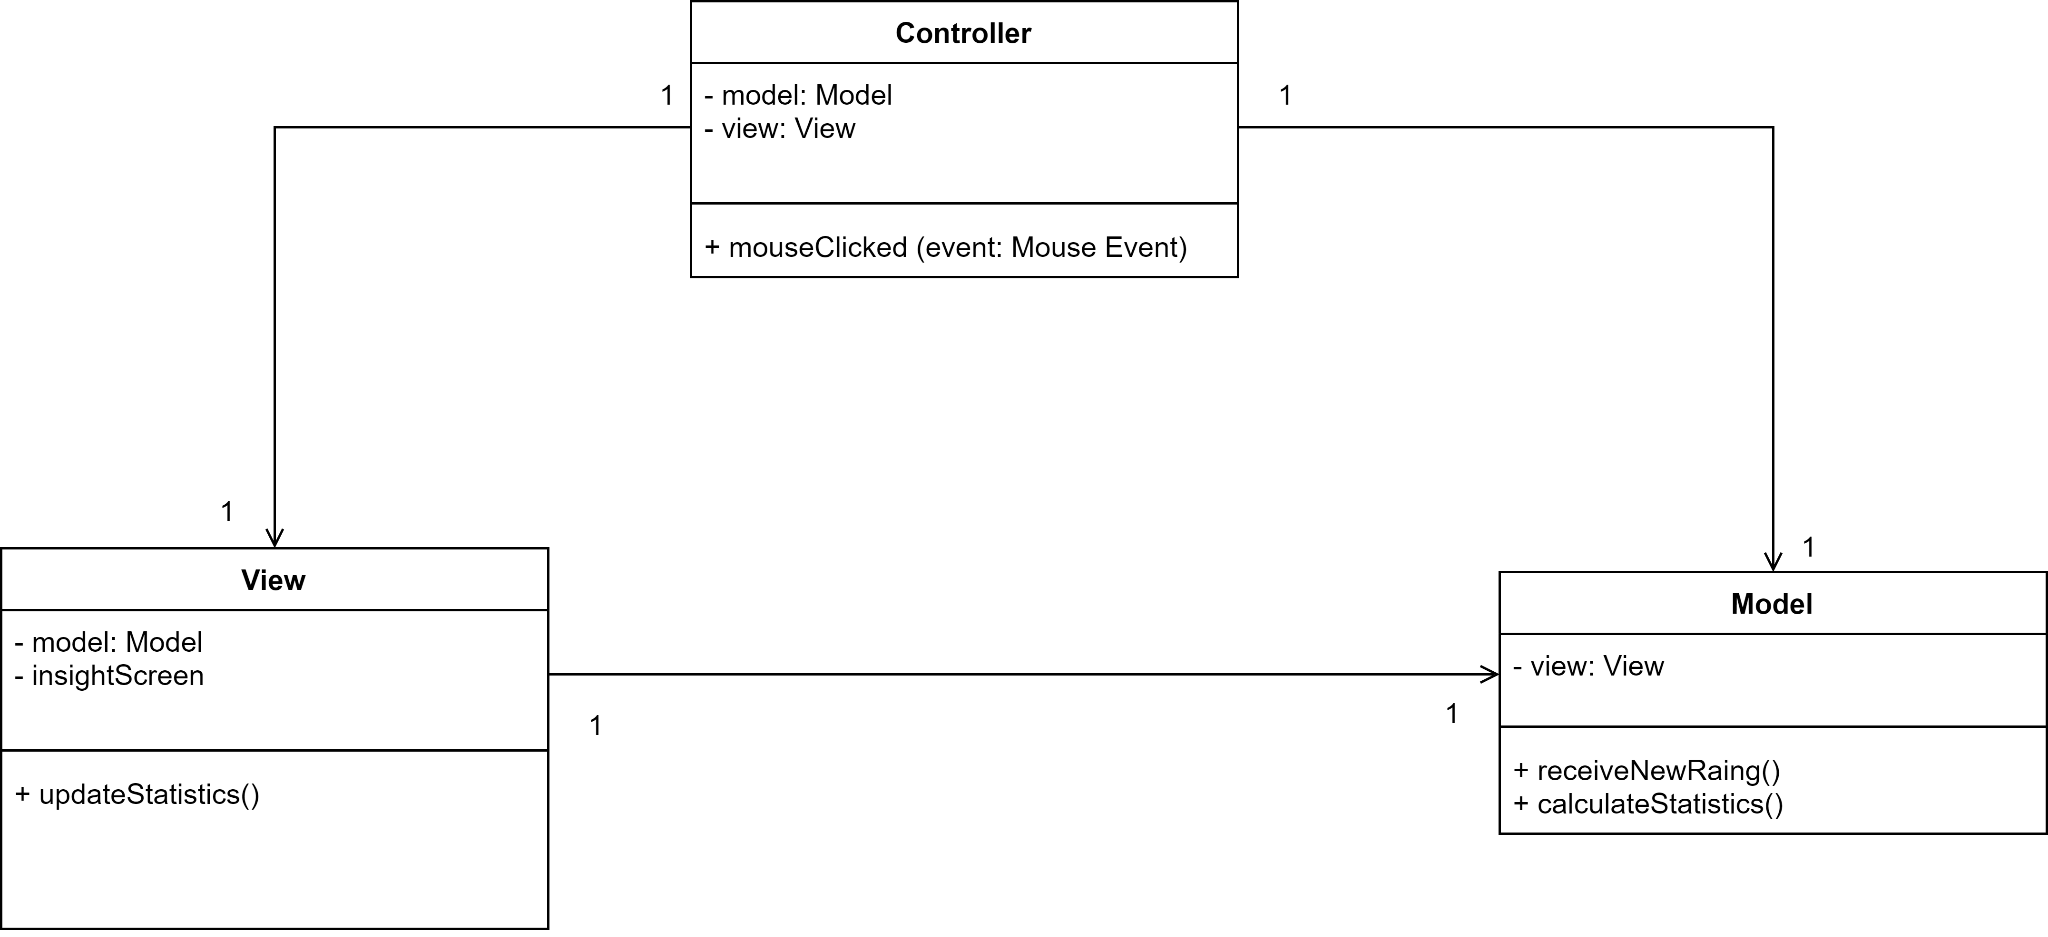 Controller
1
- model: Model
1
- view: View
+ mouseClicked (event: Mouse Event)
1
1
View
Model
- model: Model
- insightScreen
- view: View
1
1
+ updateStatistics()
+ receiveNewRaing()
+ calculateStatistics()